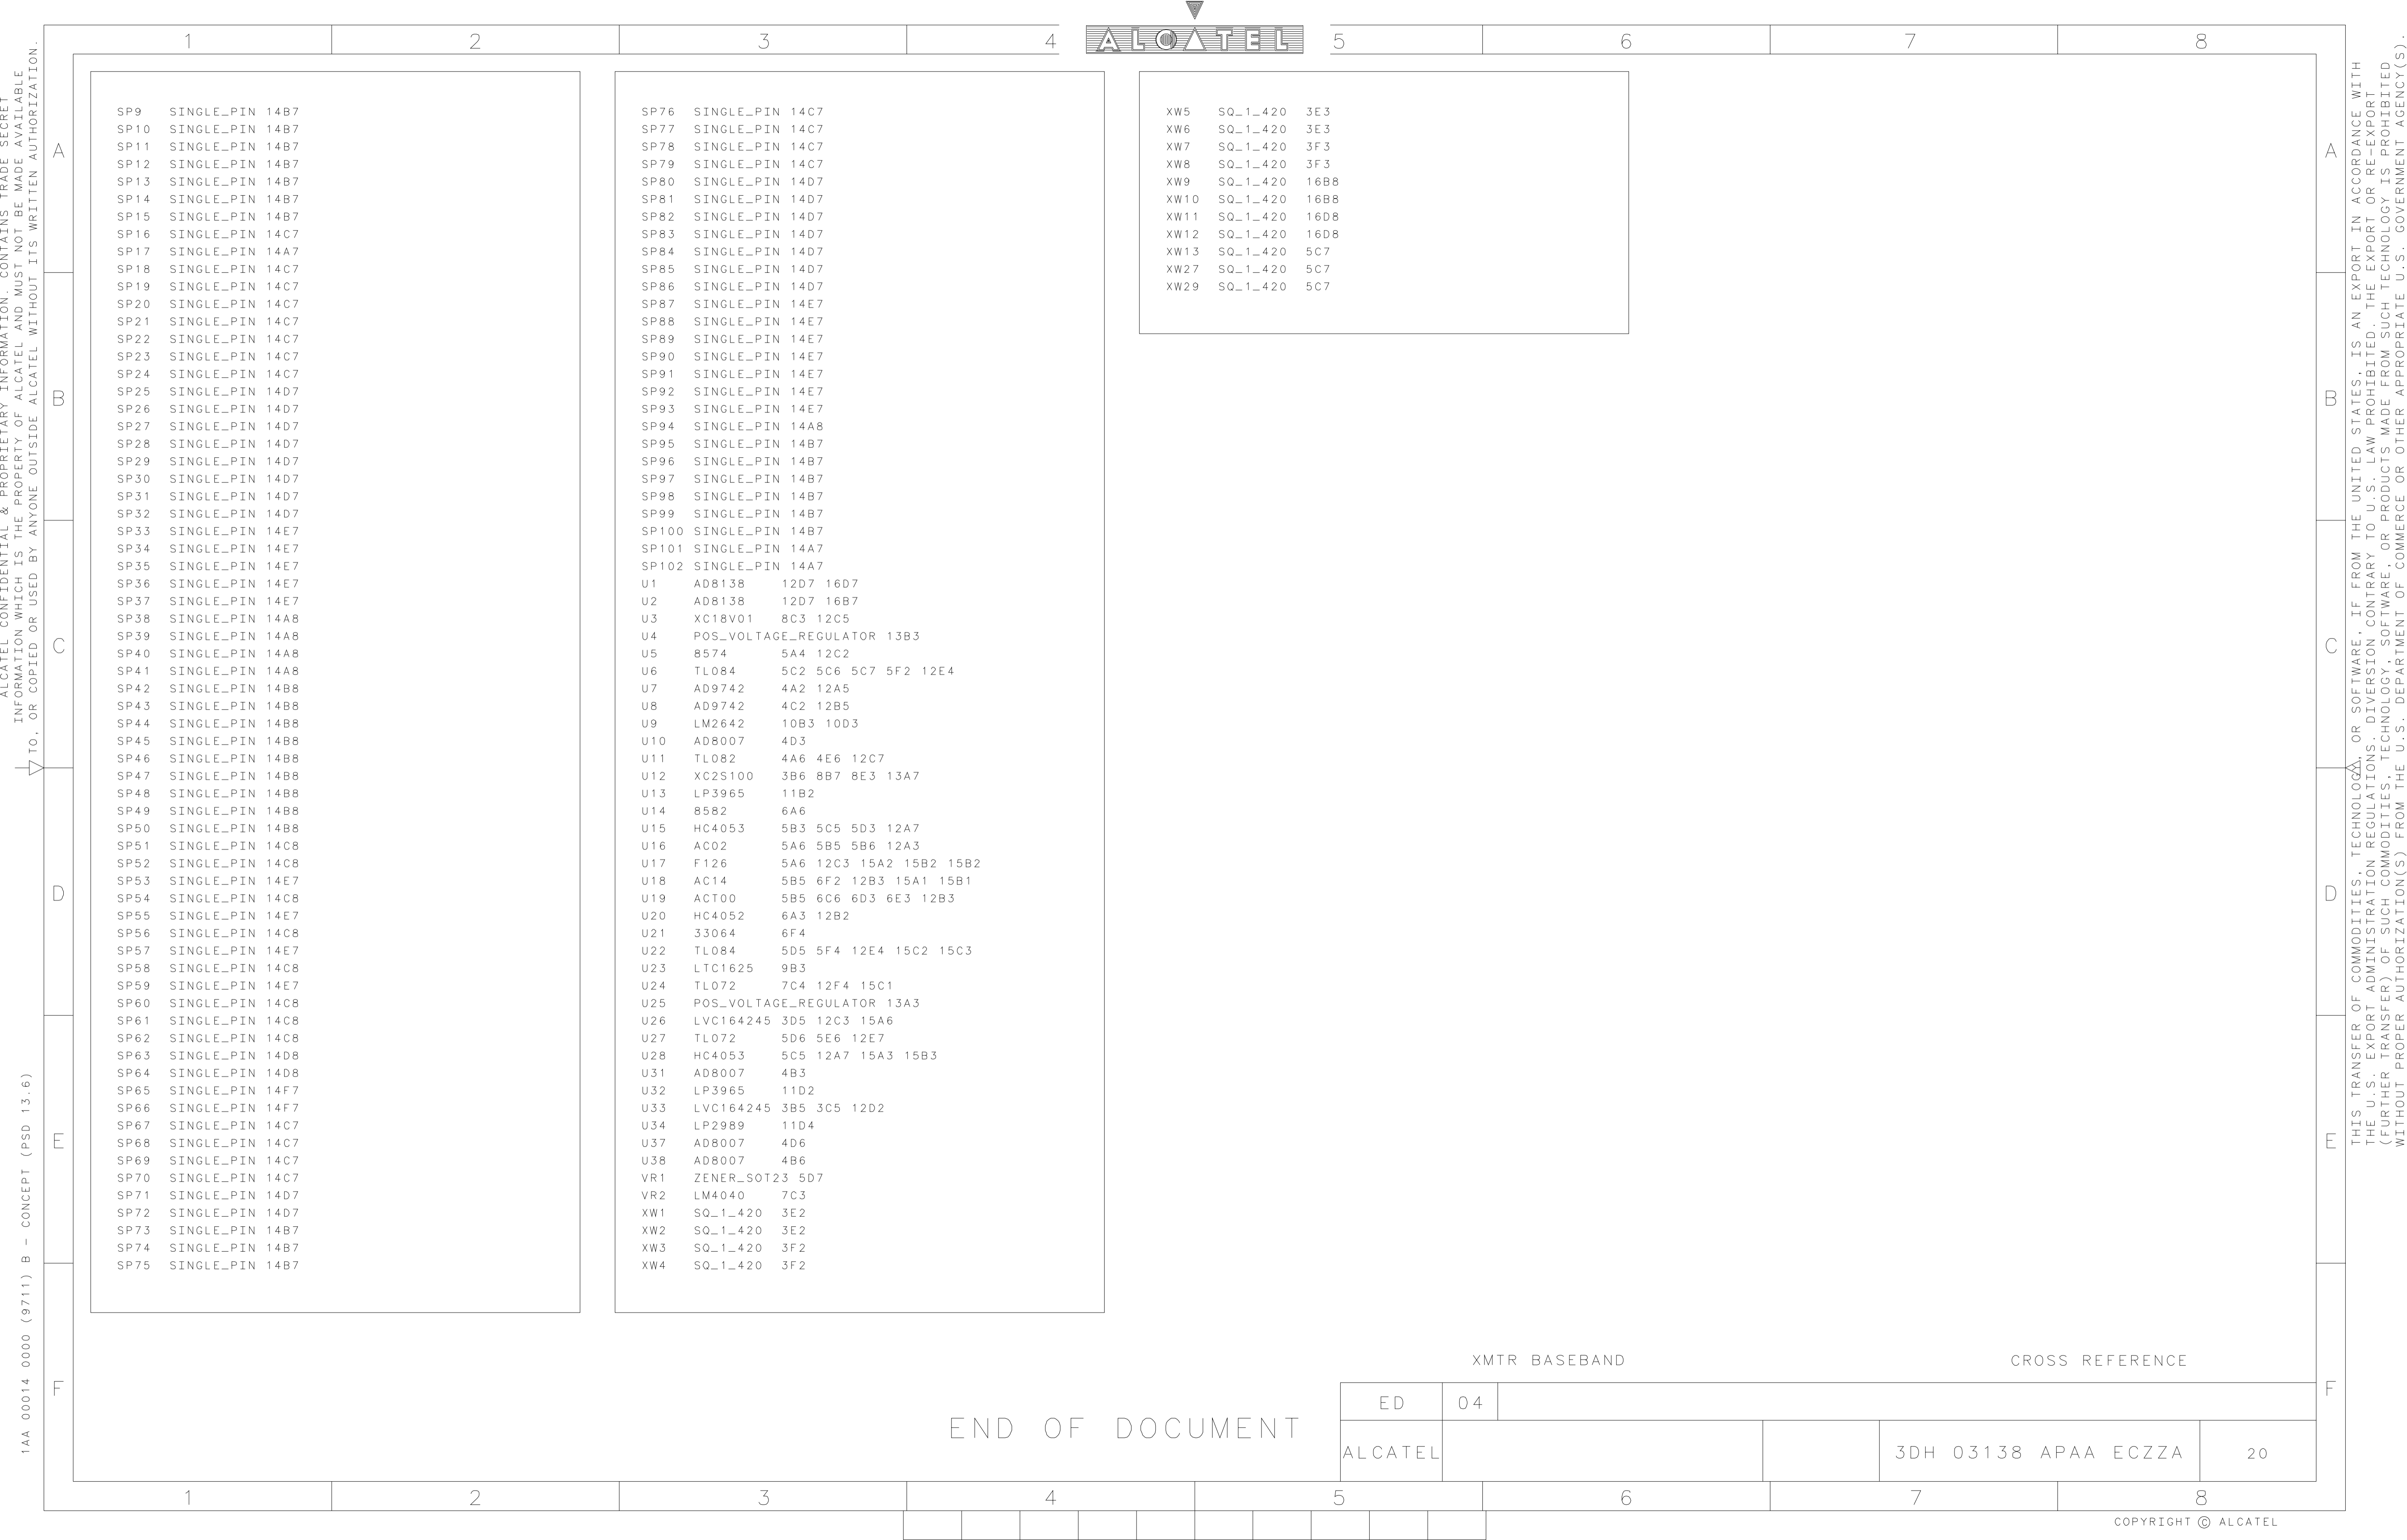 ALCATEL
1 2 3 4 5 6 7 8
ALCATEL CONFIDENTIAL & PROPRIETARY INFORMATION. CONTAINS TRADE SECRET
INFORMATION WHICH IS THE PROPERTY OF ALCATEL AND MUST NOT BE MADE AVAILABLE
TO, OR COPIED OR USED BY ANYONE OUTSIDE ALCATEL WITHOUT ITS WRITTEN AUTHORIZATION.
1AA 00014 0000 (9711) B - CONCEPT (PSD 13.6)
A
B
C
D
E
F
SP9 SINGLE_PIN 14B7
SP10 SINGLE_PIN 14B7
SP11 SINGLE_PIN 14B7
SP12 SINGLE_PIN 14B7
SP13 SINGLE_PIN 14B7
SP14 SINGLE_PIN 14B7
SP15 SINGLE_PIN 14B7
SP16 SINGLE_PIN 14C7
SP17 SINGLE_PIN 14A7
SP18 SINGLE_PIN 14C7
SP19 SINGLE_PIN 14C7
SP20 SINGLE_PIN 14C7
SP21 SINGLE_PIN 14C7
SP22 SINGLE_PIN 14C7
SP23 SINGLE_PIN 14C7
SP24 SINGLE_PIN 14C7
SP25 SINGLE_PIN 14D7
SP26 SINGLE_PIN 14D7
SP27 SINGLE_PIN 14D7
SP28 SINGLE_PIN 14D7
SP29 SINGLE_PIN 14D7
SP30 SINGLE_PIN 14D7
SP31 SINGLE_PIN 14D7
SP32 SINGLE_PIN 14D7
SP33 SINGLE_PIN 14E7
SP34 SINGLE_PIN 14E7
SP35 SINGLE_PIN 14E7
SP36 SINGLE_PIN 14E7
SP37 SINGLE_PIN 14E7
SP38 SINGLE_PIN 14A8
SP39 SINGLE_PIN 14A8
SP40 SINGLE_PIN 14A8
SP41 SINGLE_PIN 14A8
SP42 SINGLE_PIN 14B8
SP43 SINGLE_PIN 14B8
SP44 SINGLE_PIN 14B8
SP45 SINGLE_PIN 14B8
SP46 SINGLE_PIN 14B8
SP47 SINGLE_PIN 14B8
SP48 SINGLE_PIN 14B8
SP49 SINGLE_PIN 14B8
SP50 SINGLE_PIN 14B8
SP51 SINGLE_PIN 14C8
SP52 SINGLE_PIN 14C8
SP53 SINGLE_PIN 14E7
SP54 SINGLE_PIN 14C8
SP55 SINGLE_PIN 14E7
SP56 SINGLE_PIN 14C8
SP57 SINGLE_PIN 14E7
SP58 SINGLE_PIN 14C8
SP59 SINGLE_PIN 14E7
SP60 SINGLE_PIN 14C8
SP61 SINGLE_PIN 14C8
SP62 SINGLE_PIN 14C8
SP63 SINGLE_PIN 14D8
SP64 SINGLE_PIN 14D8
SP65 SINGLE_PIN 14F7
SP66 SINGLE_PIN 14F7
SP67 SINGLE_PIN 14C7
SP68 SINGLE_PIN 14C7
SP69 SINGLE_PIN 14C7
SP70 SINGLE_PIN 14C7
SP71 SINGLE_PIN 14D7
SP72 SINGLE_PIN 14D7
SP73 SINGLE_PIN 14B7
SP74 SINGLE_PIN 14B7
SP75 SINGLE_PIN 14B7
SP76 SINGLE_PIN 14C7
SP77 SINGLE_PIN 14C7
SP78 SINGLE_PIN 14C7
SP79 SINGLE_PIN 14C7
SP80 SINGLE_PIN 14D7
SP81 SINGLE_PIN 14D7
SP82 SINGLE_PIN 14D7
SP83 SINGLE_PIN 14D7
SP84 SINGLE_PIN 14D7
SP85 SINGLE_PIN 14D7
SP86 SINGLE_PIN 14D7
SP87 SINGLE_PIN 14E7
SP88 SINGLE_PIN 14E7
SP89 SINGLE_PIN 14E7
SP90 SINGLE_PIN 14E7
SP91 SINGLE_PIN 14E7
SP92 SINGLE_PIN 14E7
SP93 SINGLE_PIN 14E7
SP94 SINGLE_PIN 14A8
SP95 SINGLE_PIN 14B7
SP96 SINGLE_PIN 14B7
SP97 SINGLE_PIN 14B7
SP98 SINGLE_PIN 14B7
SP99 SINGLE_PIN 14B7
SP100 SINGLE_PIN 14B7
SP101 SINGLE_PIN 14A7
SP102 SINGLE_PIN 14A7
U1 AD8138 12D7 16D7
U2 AD8138 12D7 16B7
U3 XC18V01 8C3 12C5
U4 POS_VOLTAGE_REGULATOR 13B3
U5 8574 5A4 12C2
U6 TL084 5C2 5C6 5C7 5F2 12E4
U7 AD9742 4A2 12A5
U8 AD9742 4C2 12B5
U9 LM2642 10B3 10D3
U10 AD8007 4D3
U11 TL082 4A6 4E6 12C7
U12 XC2S100 3B6 8B7 8E3 13A7
U13 LP3965 11B2
U14 8582 6A6
U15 HC4053 5B3 5C5 5D3 12A7
U16 AC02 5A6 5B5 5B6 12A3
U17 F126 5A6 12C3 15A2 15B2 15B2
U18 AC14 5B5 6F2 12B3 15A1 15B1
U19 ACT00 5B5 6C6 6D3 6E3 12B3
U20 HC4052 6A3 12B2
U21 33064 6F4
U22 TL084 5D5 5F4 12E4 15C2 15C3
U23 LTC1625 9B3
U24 TL072 7C4 12F4 15C1
U25 POS_VOLTAGE_REGULATOR 13A3
U26 LVC164245 3D5 12C3 15A6
U27 TL072 5D6 5E6 12E7
U28 HC4053 5C5 12A7 15A3 15B3
U31 AD8007 4B3
U32 LP3965 11D2
U33 LVC164245 3B5 3C5 12D2
U34 LP2989 11D4
U37 AD8007 4D6
U38 AD8007 4B6
VR1 ZENER_SOT23 5D7
VR2 LM4040 7C3
XW1 SQ_1_420 3E2
XW2 SQ_1_420 3E2
XW3 SQ_1_420 3F2
XW4 SQ_1_420 3F2
XW5 SQ_1_420 3E3
XW6 SQ_1_420 3E3
XW7 SQ_1_420 3F3
XW8 SQ_1_420 3F3
XW9 SQ_1_420 16B8
XW10 SQ_1_420 16B8
XW11 SQ_1_420 16D8
XW12 SQ_1_420 16D8
XW13 SQ_1_420 5C7
XW27 SQ_1_420 5C7
XW29 SQ_1_420 5C7
A
B
C
D
E
F
THIS TRANSFER OF COMMODITIES, TECHNOLOGY, OR SOFTWARE, IF FROM THE UNITED STATES, IS AN EXPORT IN ACCORDANCE WITH
THE U.S. EXPORT ADMINISTRATION REGULATIONS. DIVERSION CONTRARY TO U.S. LAW PROHIBITED. THE EXPORT OR RE-EXPORT
(FURTHER TRANSFER) OF SUCH COMMODITIES, TECHNOLOGY, SOFTWARE, OR PRODUCTS MADE FROM SUCH TECHNOLOGY IS PROHIBITED
WITHOUT PROPER AUTHORIZATION(S) FROM THE U.S. DEPARTMENT OF COMMERCE OR OTHER APPROPRIATE U.S. GOVERNMENT AGENCY(S).
XMTR BASEBAND CROSS REFERENCE
ED 04
END OF DOCUMENT
ALCATEL 3DH 03138 APAA ECZZA 20
1 2 3 4 5 6 7 8
COPYRIGHT © ALCATEL